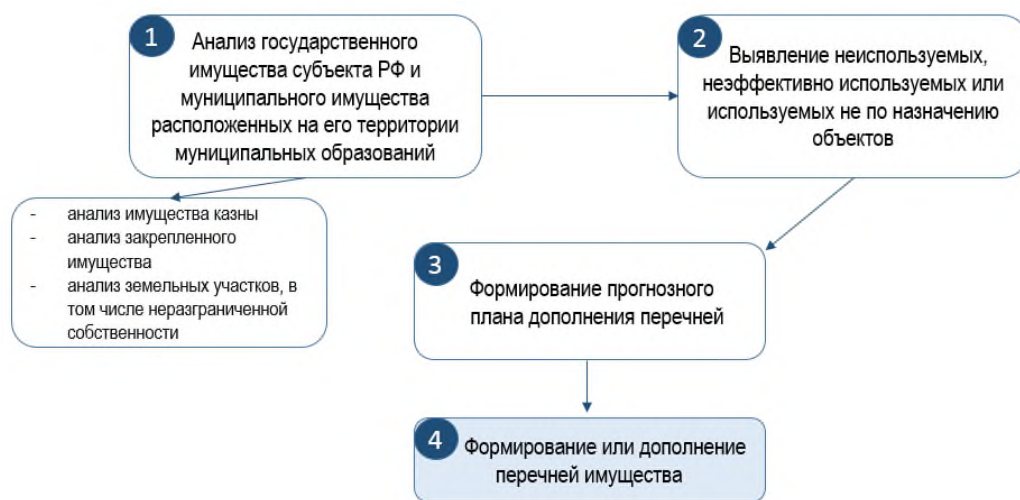 1
Анализ государственного
имущества субъекта РФ и
муниципального имущества
расположенных на его территории
муниципальных образований
2
Выявление неиспользуемых,
неэффективно используемых или
используемых не по назначению
объектов
- анализ имущества казны
- анализ закрепленного
имущества
- анализ земельных участков, в
том числе неразграниченной
собственности
3
Формирование прогнозного
плана дополнения перечней
4
Формирование или дополнение
перечней имущества